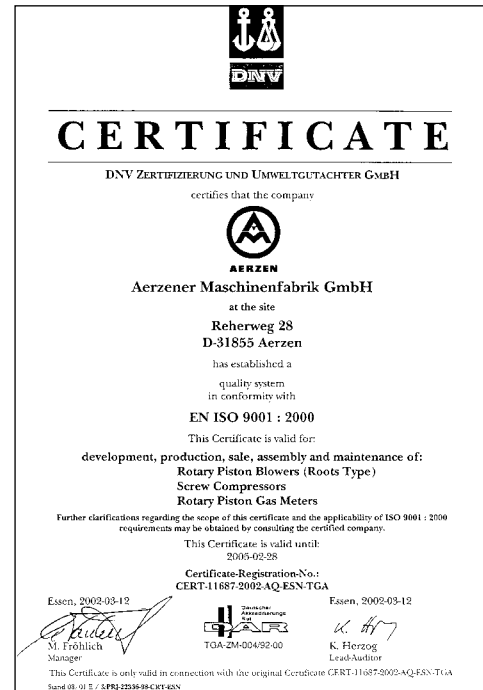 DNV
CERTIFICATE
DNV ZERTIFIZIERUNG UND UMWELTGUTACHTER GMBH
certifies that the company
AERZEN
Aerzener Maschinenfabrik GmbH
at the site
Reherweg 28
D-31855 Aerzen
has established a
quality system
in conformity with
EN ISO 9001 : 2000
This Certificate is valid for:
development, production, sale, assembly and maintenance of:
Rotary Piston Blowers (Roots Type)
Screw Compressors
Rotary Piston Gas Meters
Further clarifications regarding the scope of this certificate and the applicability of ISO 9001 : 2000
requirements may be obtained by consulting the certified company.
This Certificate is valid until:
2005-02-28
Certificate-Registration-No.:
CERT-11687-2002-AQ-ESN-TGA
Essen, 2002-03-12
Essen, 2002-03-12
Deutscher
Akkreditierungs
Rat
DAR
TGA-ZM-004/92-00
M. Fröhlich
Manager
K. Herzog
Lead-Auditor
This Certificate is only valid in connection with the original Certificate CERT-11687-2002-AQ-ESN-TGA